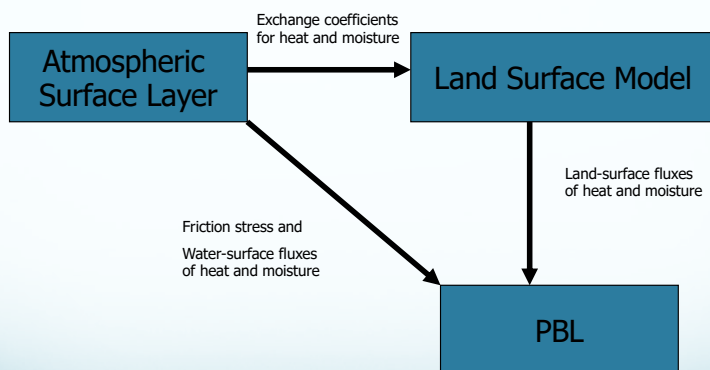 Exchange coefficients
for heat and moisture
Atmospheric
Surface Layer
Land Surface Model
Land-surface fluxes
of heat and moisture
Friction stress and
Water-surface fluxes
of heat and moisture
PBL